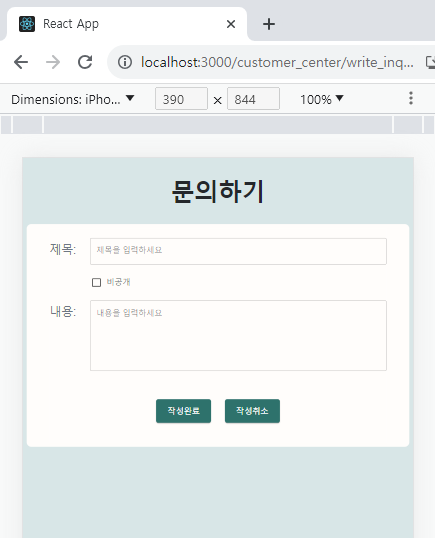 React App
localhost:3000/customer_center/write_inq...
Dimensions: iPho... 390 × 844 100%
문의하기
제목: 제목을 입력하세요
비공개
내용: 내용을 입력하세요
작성완료 작성취소